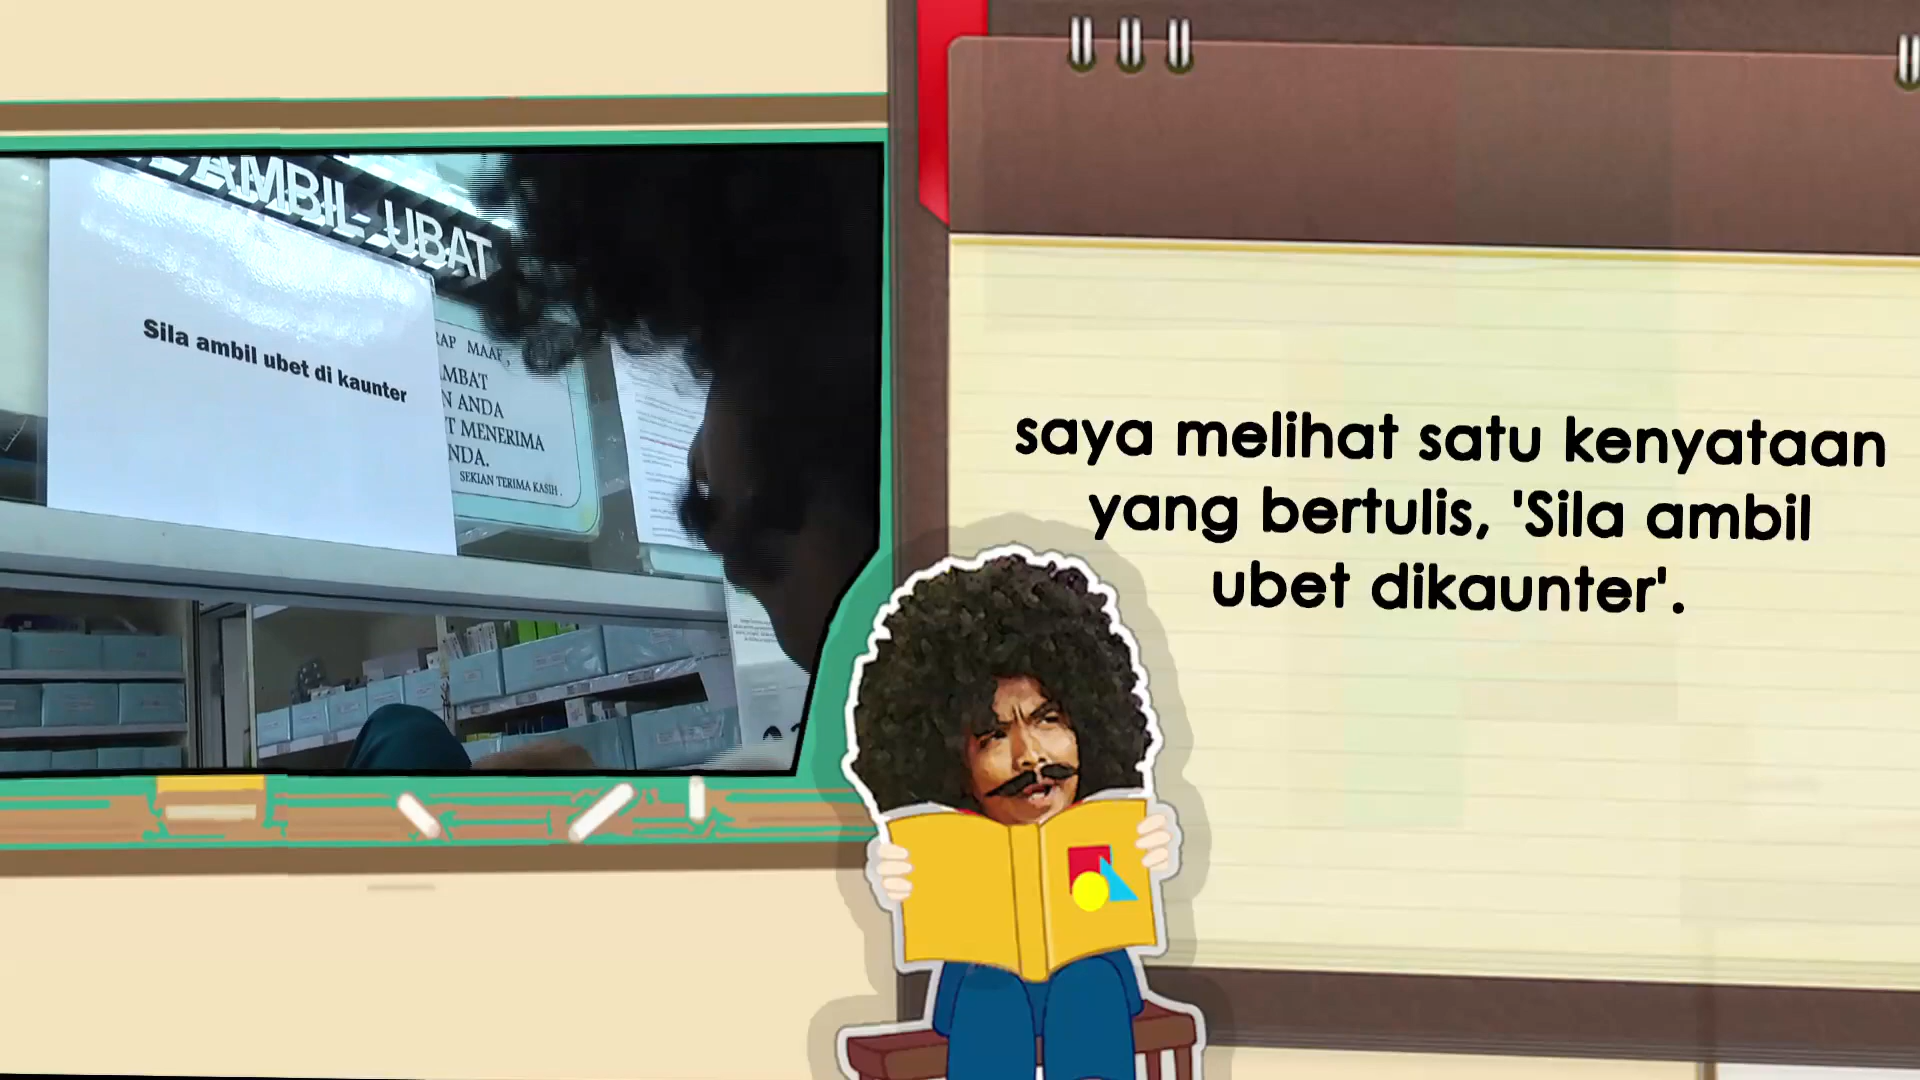 AMBIL UBAT
Sila ambil ubet di kaunter
RAP MAAF,
MBAT
N ANDA
T MENERIMA
NDA.
SEKIAN TERIMA KASIH.
saya melihat satu kenyataan
yang bertulis, 'Sila ambil
ubet dikaunter'.